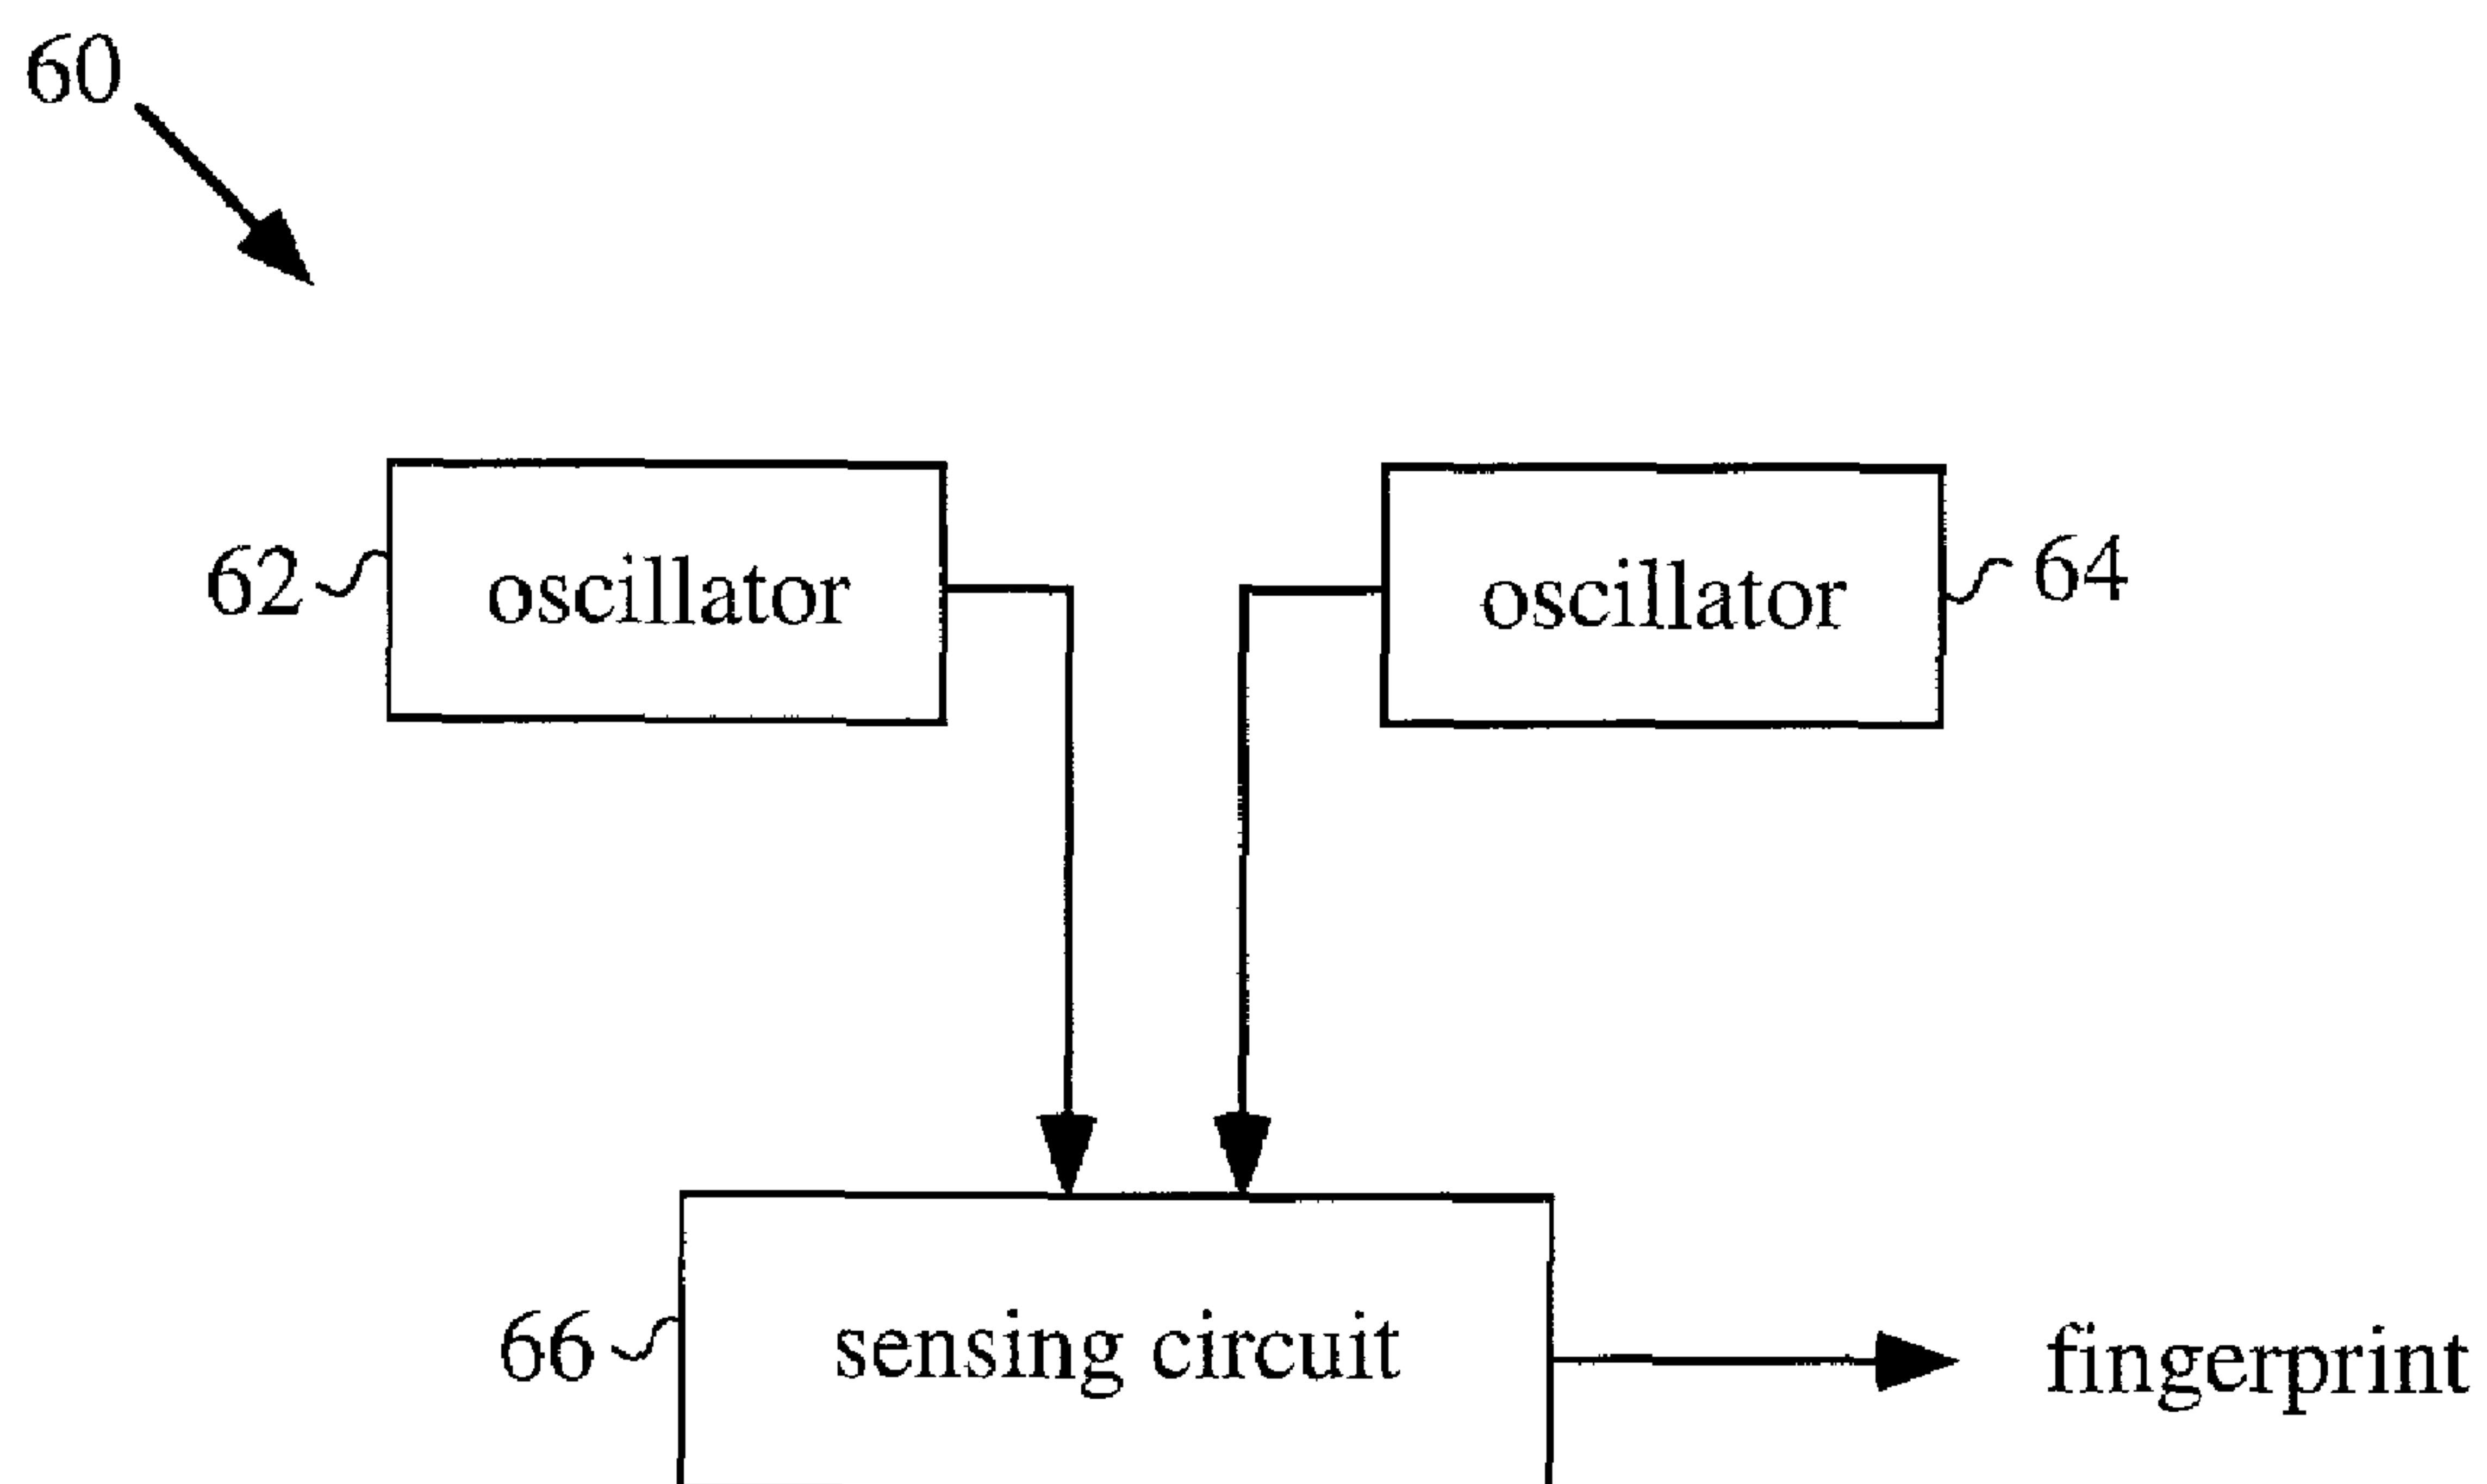 60
62
oscillator
oscillator
64
66
sensing circuit
fingerprint